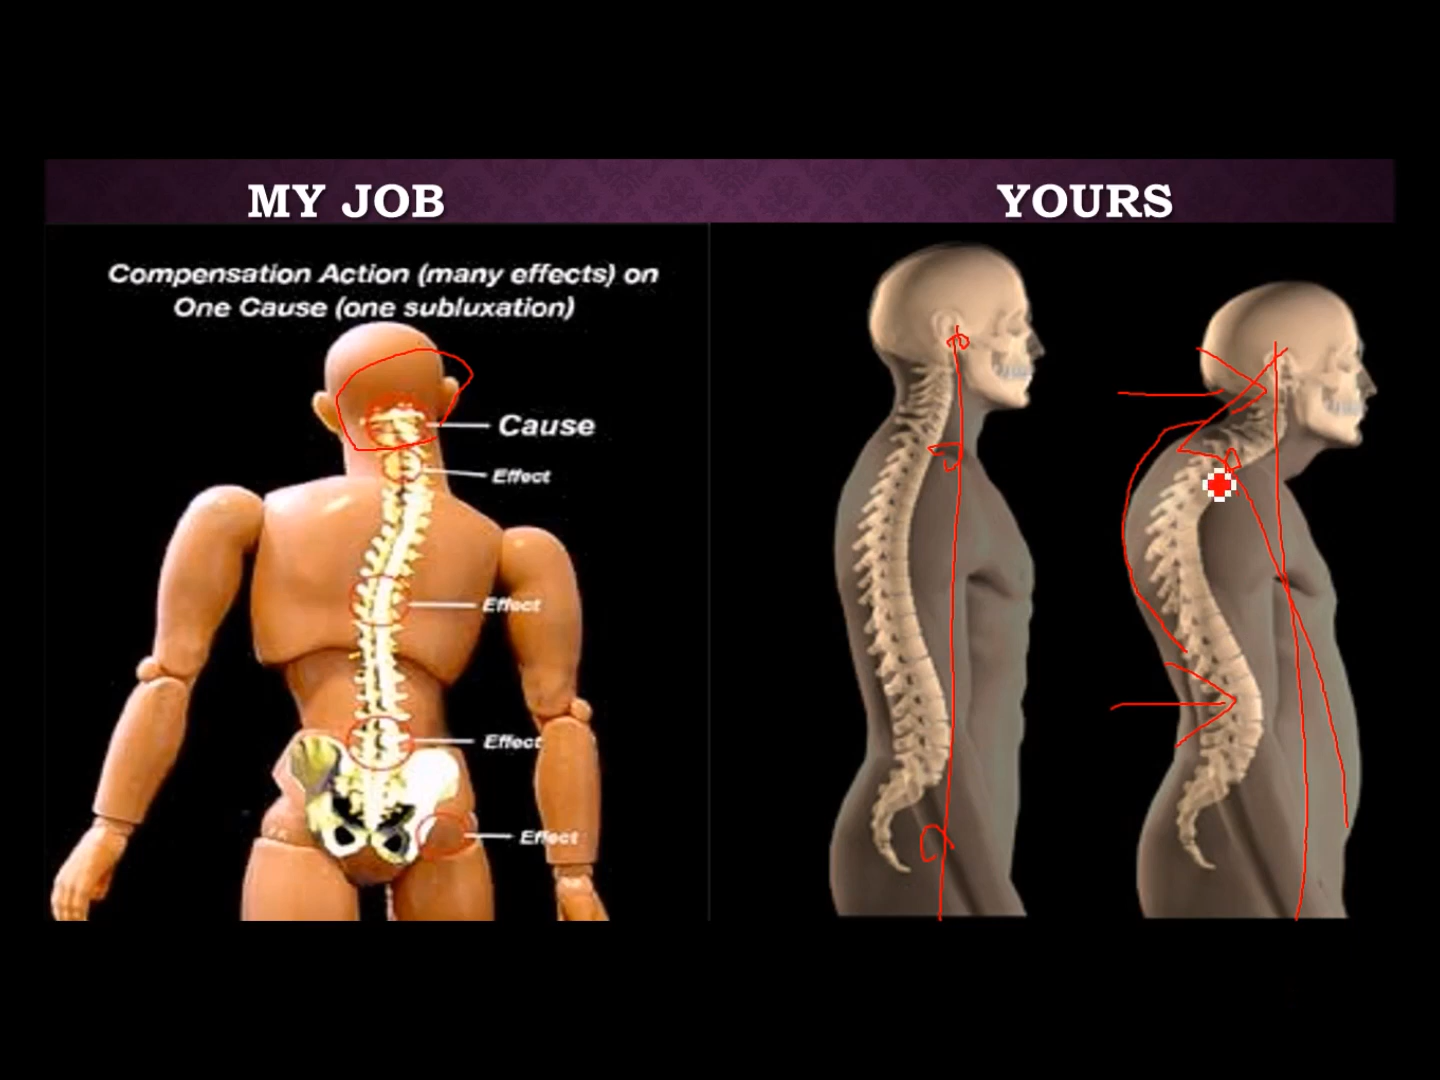 MY JOB
YOURS
Compensation Action (many effects) on
One Cause (one subluxation)
Cause
Effect
Effect
Effect
Effect